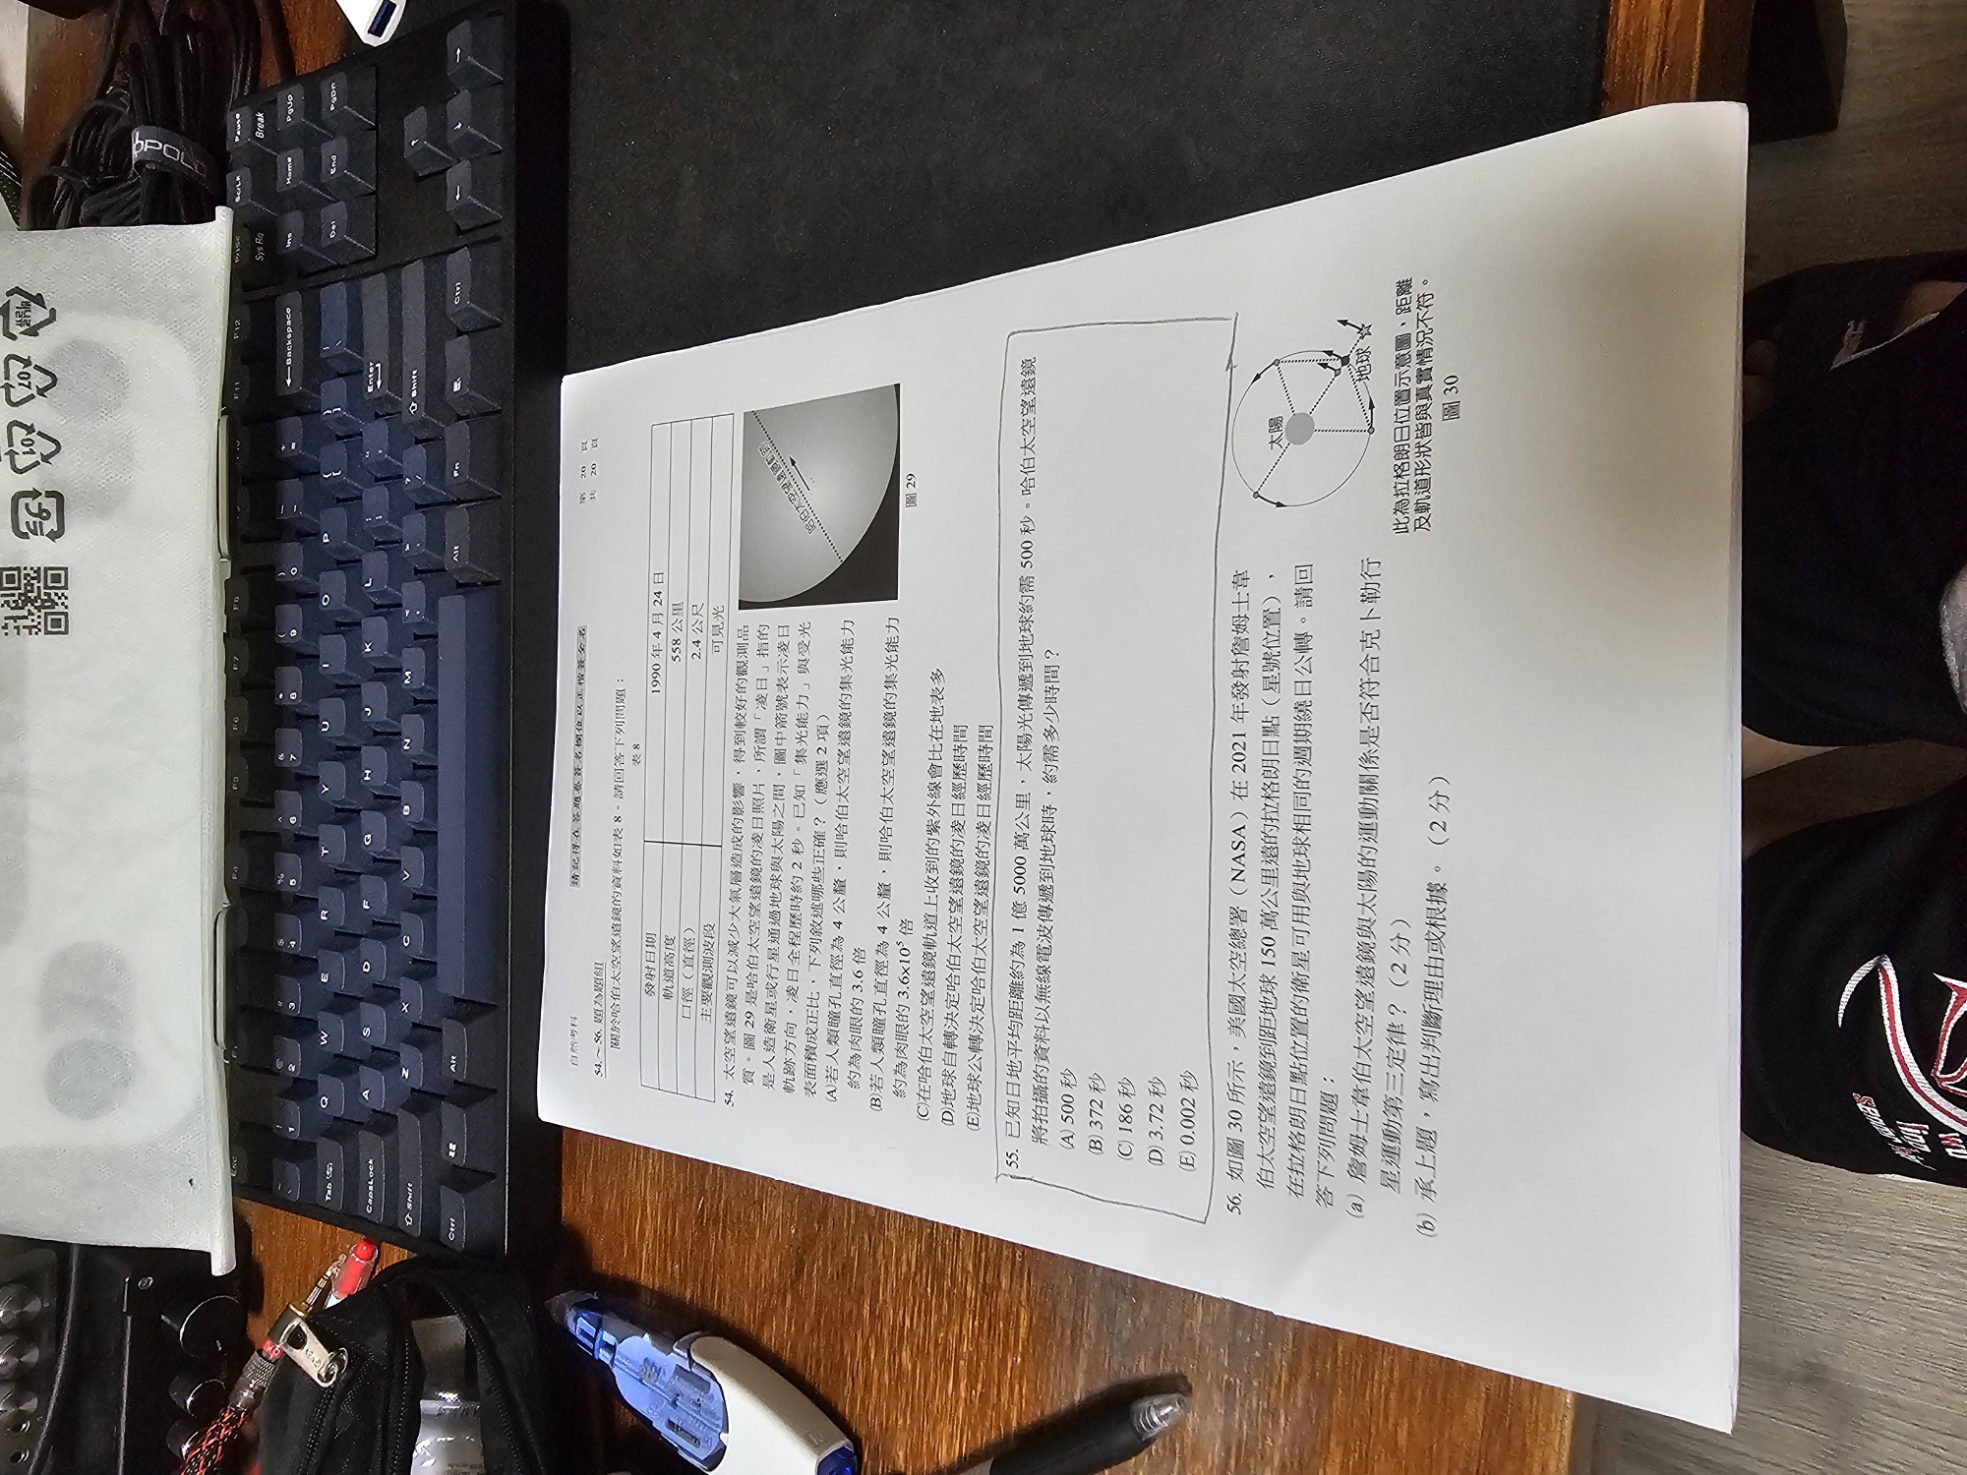 ScrLK
Pause
Sys Rq
Break
← Backspace
Ins
Home
PgUp
Tab
Q W E R T Y U I O P
Del
End
PgDn
CapsLock
A S D F G H J K L
Enter
Shift
Z X C V B N M
Shift
Ctrl
Alt
Alt
Fn
Ctrl
自然考科
請記得在答題卷簽名欄位以正楷簽全名
第 20 頁
共 20 頁
54.~56. 題為題組
關於哈伯太空望遠鏡的資料如表 8。請回答下列問題:
表 8
發射日期 1990 年 4 月 24 日
軌道高度 558 公里
口徑(直徑) 2.4 公尺
主要觀測波段 可見光
54. 太空望遠鏡可以減少大氣層造成的影響,得到較好的觀測品
質。圖 29 是哈伯太空望遠鏡的凌日照片,所謂「凌日」指的
是人造衛星或行星通過地球與太陽之間,圖中箭號表示凌日
軌跡方向,凌日全程歷時約 2 秒。已知「集光能力」與受光
表面積成正比,下列敘述哪些正確?(應選 2 項)
(A)若人類瞳孔直徑為 4 公釐,則哈伯太空望遠鏡的集光能力
約為肉眼的 3.6 倍
(B)若人類瞳孔直徑為 4 公釐,則哈伯太空望遠鏡的集光能力
約為肉眼的 3.6×10⁵ 倍
(C)在哈伯太空望遠鏡軌道上收到的紫外線會比在地表多
(D)地球自轉決定哈伯太空望遠鏡的凌日經歷時間
(E)地球公轉決定哈伯太空望遠鏡的凌日經歷時間
哈伯太空望遠鏡軌跡
圖 29
55. 已知日地平均距離約為 1 億 5000 萬公里,太陽光傳遞到地球約需 500 秒。哈伯太空望遠鏡
將拍攝的資料以無線電波傳遞到地球時,約需多少時間?
(A) 500 秒
(B) 372 秒
(C) 186 秒
(D) 3.72 秒
(E) 0.002 秒
56. 如圖 30 所示,美國太空總署(NASA)在 2021 年發射詹姆士韋
伯太空望遠鏡到距地球 150 萬公里遠的拉格朗日點(星號位置),
在拉格朗日點位置的衛星可用與地球相同的週期繞日公轉。請回
答下列問題:
(a) 詹姆士韋伯太空望遠鏡與太陽的運動關係是否符合克卜勒行
星運動第三定律?(2 分)
(b) 承上題,寫出判斷理由或根據。(2 分)
太陽
地球
此為拉格朗日位置示意圖,距離
及軌道形狀皆與真實情況不符。
圖 30